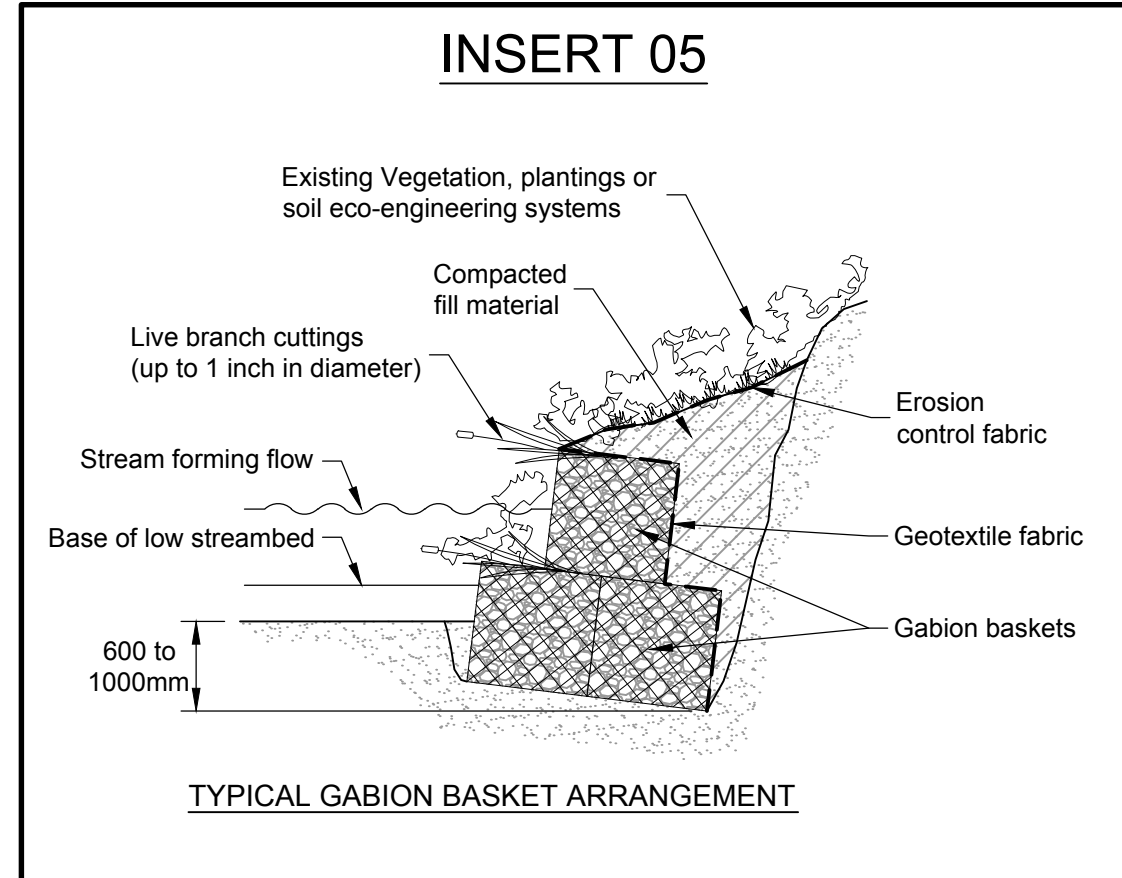 INSERT 05
Existing Vegetation, plantings or
soil eco-engineering systems
Compacted
fill material
Live branch cuttings
(up to 1 inch in diameter)
Erosion
control fabric
Stream forming flow
Base of low streambed
Geotextile fabric
Gabion baskets
600 to
1000mm
TYPICAL GABION BASKET ARRANGEMENT